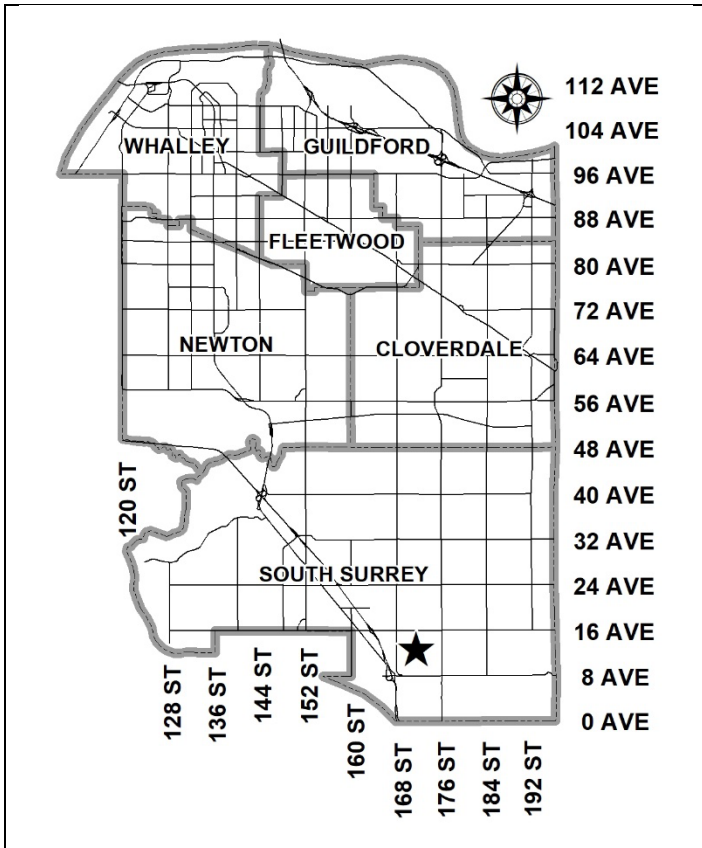 112 AVE
104 AVE
WHALLEY
GUILDFORD
96 AVE
88 AVE
FLEETWOOD
80 AVE
72 AVE
NEWTON
CLOVERDALE
64 AVE
56 AVE
48 AVE
120 ST
40 AVE
32 AVE
SOUTH SURREY
24 AVE
16 AVE
8 AVE
0 AVE
128 ST
136 ST
144 ST
152 ST
160 ST
168 ST
176 ST
184 ST
192 ST